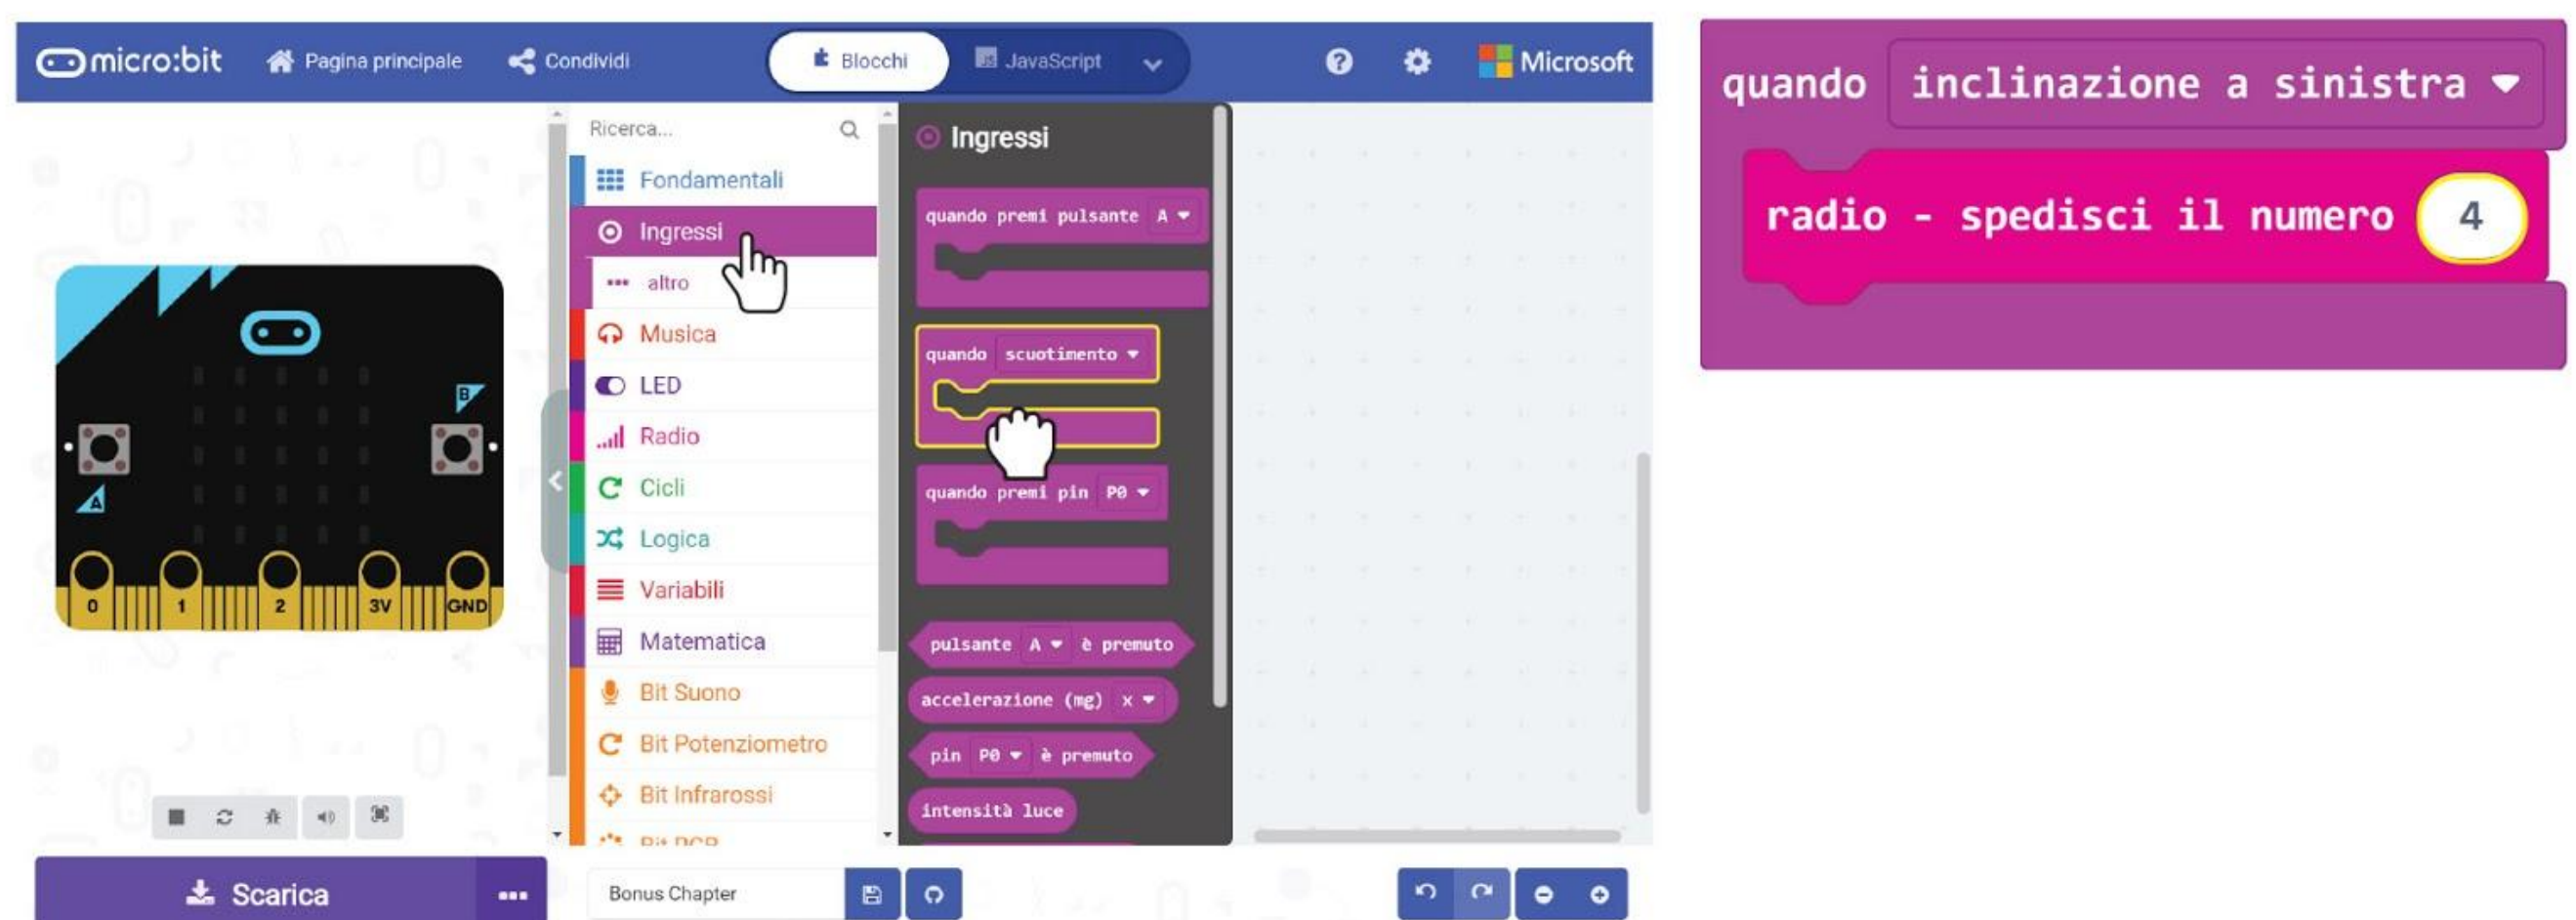 micro:bit
Pagina principale
Condividi
Blocchi
JS JavaScript
?
Microsoft
Ricerca...
Fondamentali
Ingressi
altro
Musica
LED
Radio
Cicli
Logica
Variabili
Matematica
Bit Suono
Bit Potenziometro
Bit Infrarossi
Bit RGB
Ingressi
quando premi pulsante A
quando scuotimento
quando premi pin P0
pulsante A è premuto
accelerazione (mg) x
pin P0 è premuto
intensità luce
A
B
0 1 2 3V GND
Scarica ...
Bonus Chapter
quando inclinazione a sinistra
radio - spedisci il numero 4